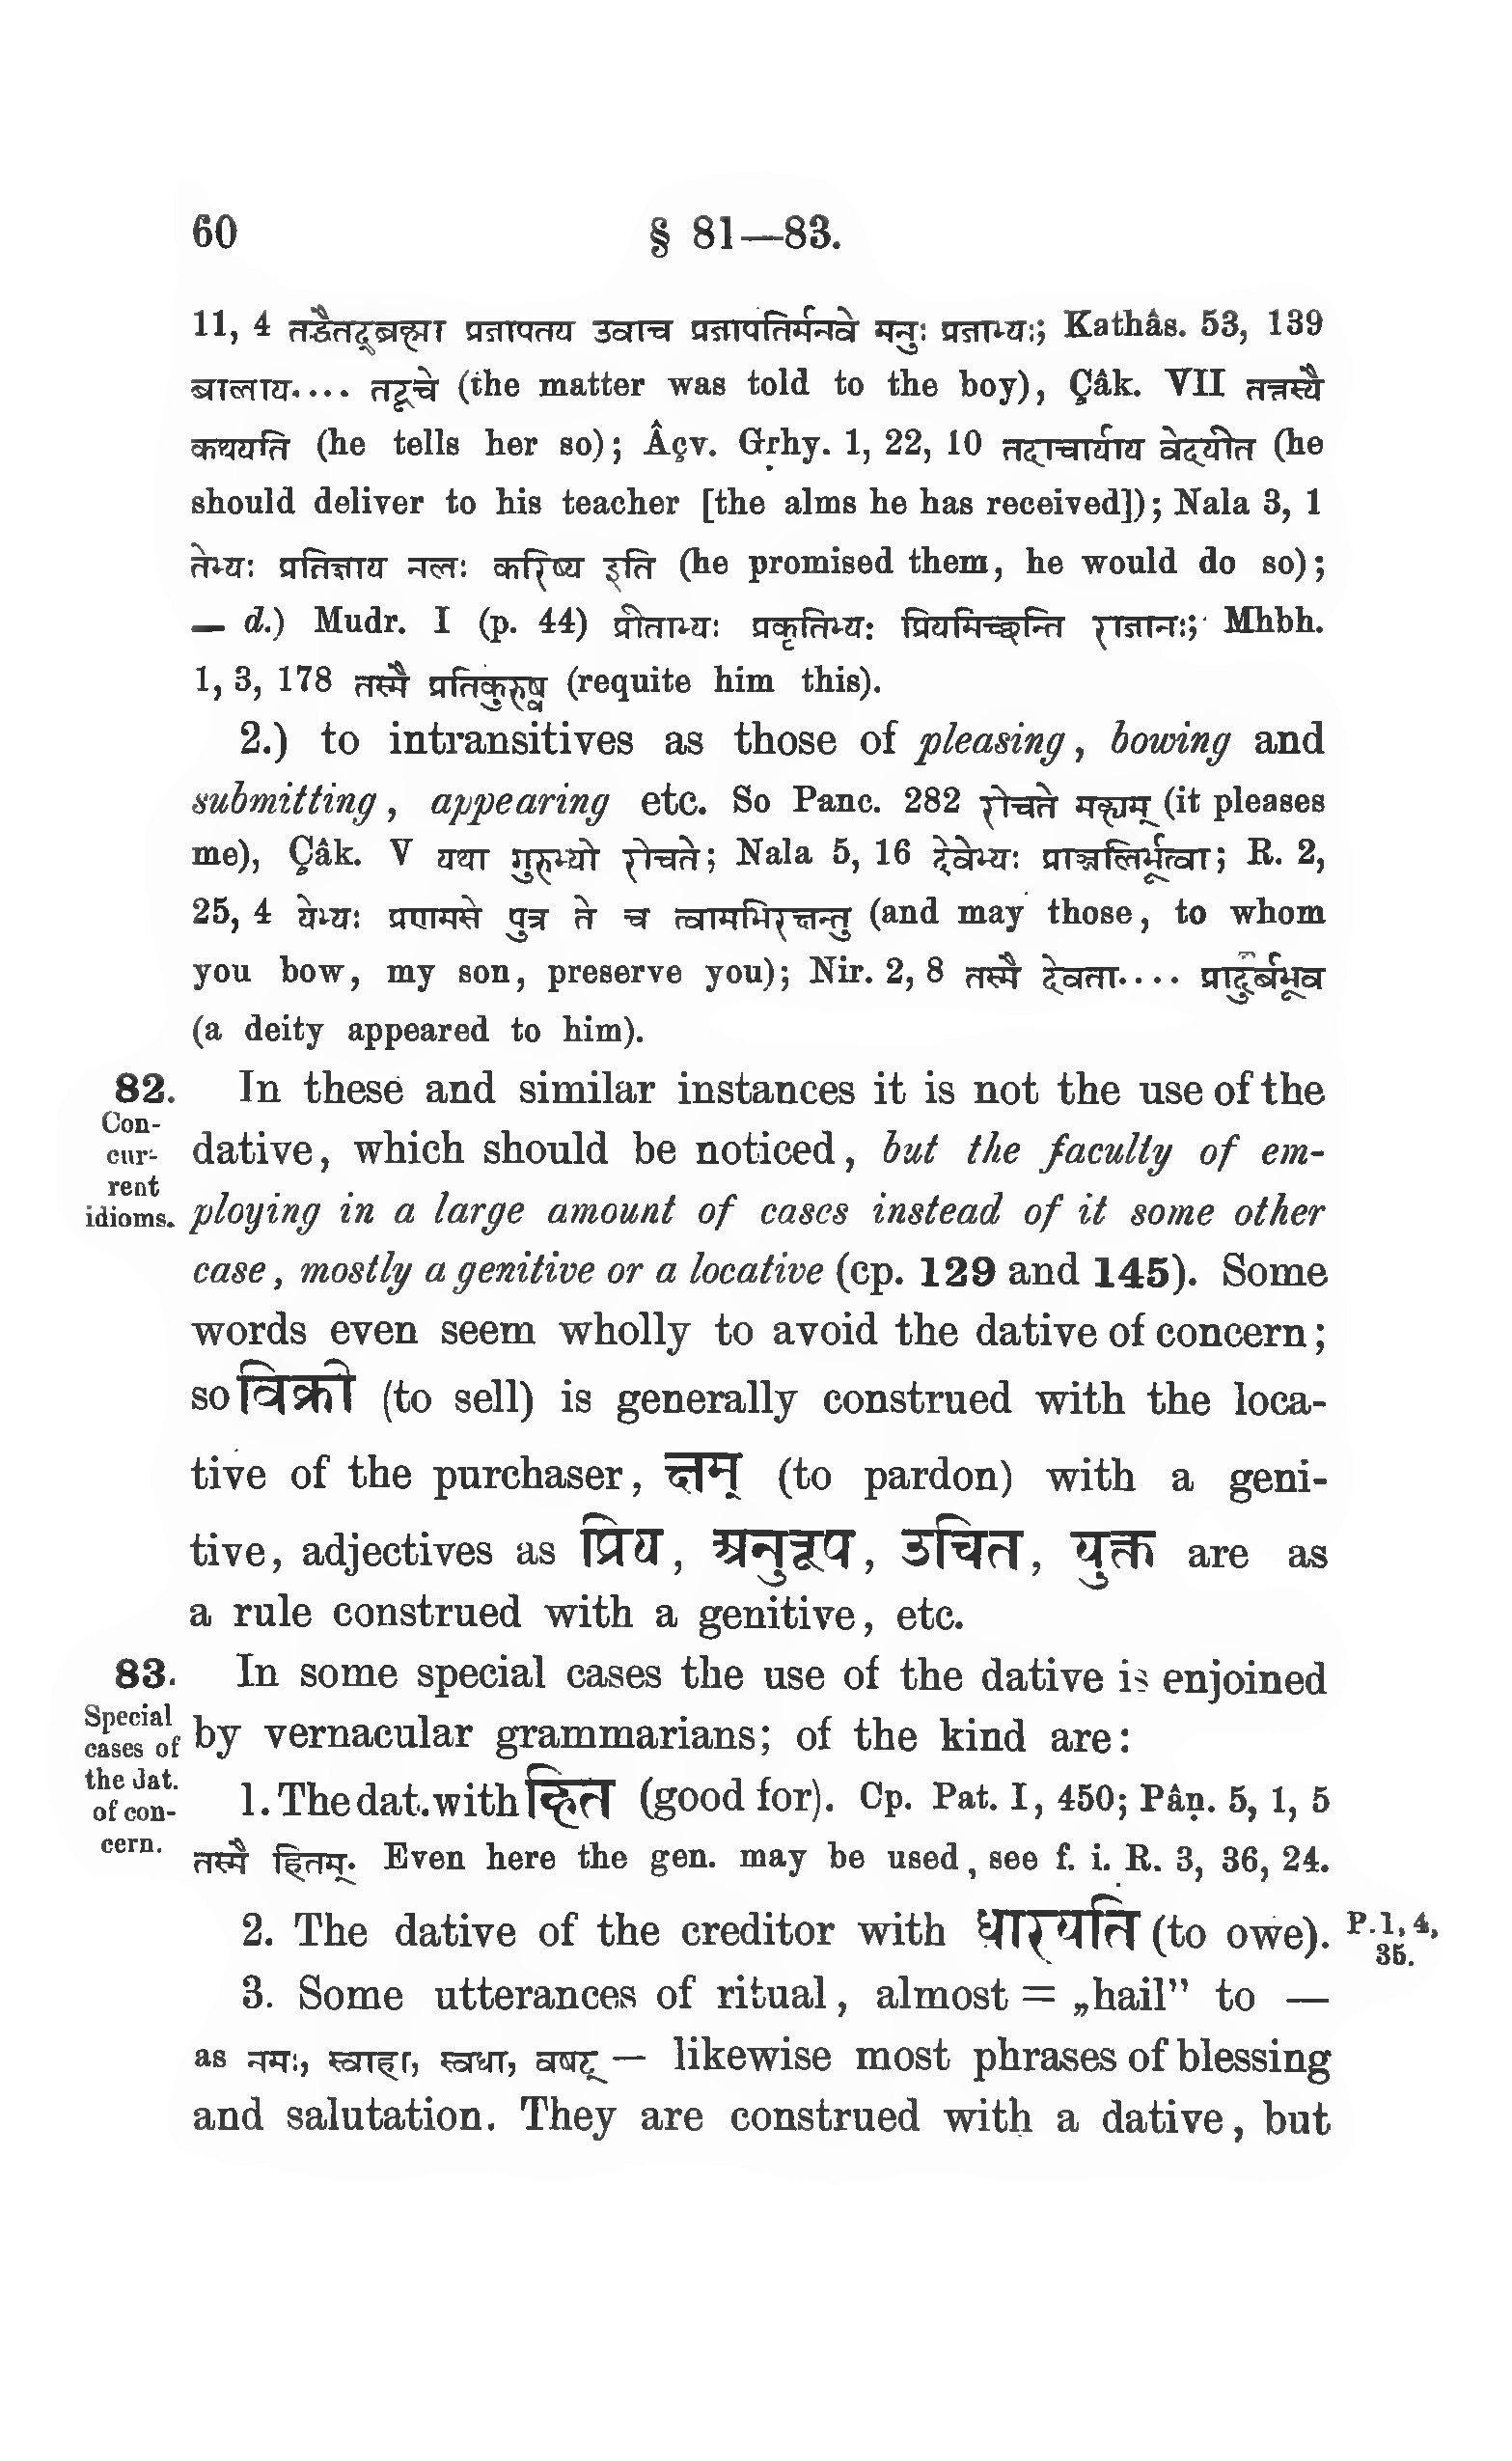 60 § 81—83.
11, 4 तडैतद्ब्रह्मा प्रजापतय उवाच प्रजापतिर्मनवे मनुः प्रजाभ्यः; Kathâs. 53, 139
बालाय.... तदूचे (the matter was told to the boy), Çâk. VII तत्तस्यै
कथयति (he tells her so); Âçv. Gṛhy. 1, 22, 10 तदाचार्याय वेदयीत (he
should deliver to his teacher [the alms he has received]); Nala 3, 1
तेभ्यः प्रतिज्ञाय नलः करिष्य इति (he promised them, he would do so);
— d.) Mudr. I (p. 44) प्रीताभ्यः प्रकृतिभ्यः प्रियमिच्छन्ति राजानः; Mhbh.
1, 3, 178 तस्मै प्रतिकुरुष्व (requite him this).
2.) to intransitives as those of pleasing, bowing and
submitting, appearing etc. So Panc. 282 रोचते मह्यम् (it pleases
me), Çâk. V यथा गुरुभ्यो रोचते; Nala 5, 16 देवेभ्यः प्राञ्जलिर्भूत्वा; R. 2,
25, 4 येभ्यः प्रणमसे पुत्र ते च त्वामभिरक्षन्तु (and may those, to whom
you bow, my son, preserve you); Nir. 2, 8 तस्मै देवता.... प्रादुर्बभूव
(a deity appeared to him).
82. In these and similar instances it is not the use of the
Con-
cur-
rent
idioms.
dative, which should be noticed, but the faculty of em-
ploying in a large amount of cases instead of it some other
case, mostly a genitive or a locative (cp. 129 and 145). Some
words even seem wholly to avoid the dative of concern;
so विक्री (to sell) is generally construed with the loca-
tive of the purchaser, क्षम् (to pardon) with a geni-
tive, adjectives as प्रिय, अनुरूप, उचित, युक्त are as
a rule construed with a genitive, etc.
83. In some special cases the use of the dative is enjoined
Special
cases of
the dat.
of con-
cern.
by vernacular grammarians; of the kind are:
1. The dat. with हित (good for). Cp. Pat. I, 450; Pâṇ. 5, 1, 5
तस्मै हितम्. Even here the gen. may be used, see f. i. R. 3, 36, 24.
2. The dative of the creditor with धारयति (to owe). P. 1, 4,
35.
3. Some utterances of ritual, almost = „hail” to —
as नमः, स्वाहा, स्वधा, वषट् — likewise most phrases of blessing
and salutation. They are construed with a dative, but